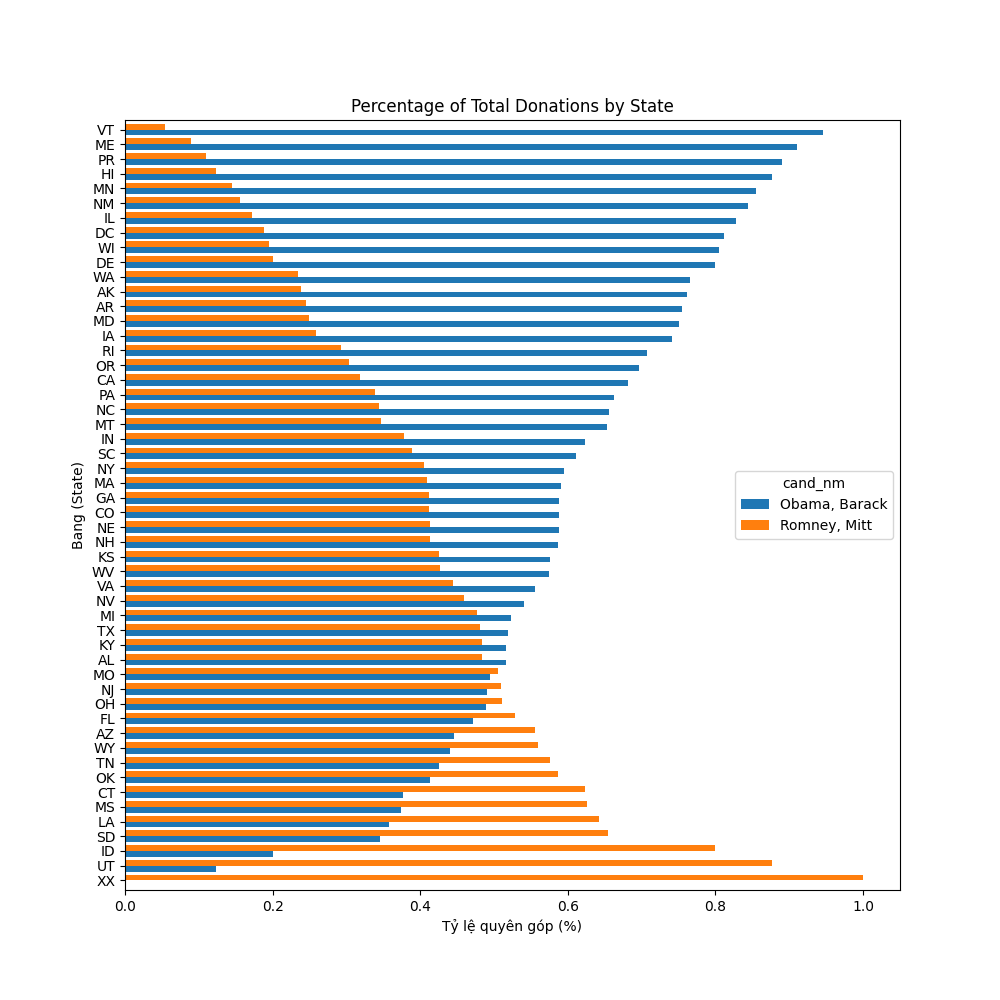 Percentage of Total Donations by State
VT
ME
PR
HI
MN
NM
IL
DC
WI
DE
WA
AK
AR
MD
IA
RI
OR
CA
PA
NC
MT
IN
SC
NY
MA
GA
CO
NE
NH
KS
WV
VA
NV
MI
TX
KY
AL
MO
NJ
OH
FL
AZ
WY
TN
OK
CT
MS
LA
SD
ID
UT
XX
Bang (State)
cand_nm
Obama, Barack
Romney, Mitt
0.0 0.2 0.4 0.6 0.8 1.0
Tỷ lệ quyên góp (%)